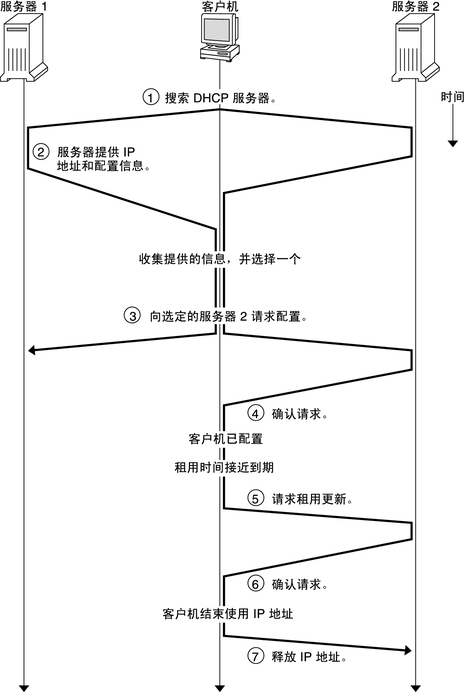 服务器 1
客户机
服务器 2
① 搜索 DHCP 服务器。
时间
② 服务器提供 IP
地址和配置信息。
收集提供的信息，并选择一个
③ 向选定的服务器 2 请求配置。
④ 确认请求。
客户机已配置
租用时间接近到期
⑤ 请求租用更新。
⑥ 确认请求。
客户机结束使用 IP 地址
⑦ 释放 IP 地址。